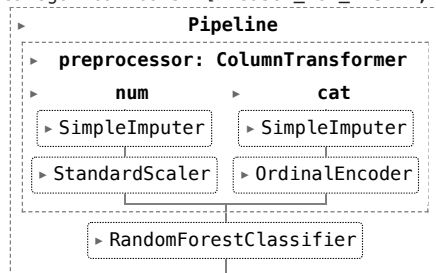 Pipeline
preprocessor: ColumnTransformer
num cat
SimpleImputer SimpleImputer
StandardScaler OrdinalEncoder
RandomForestClassifier